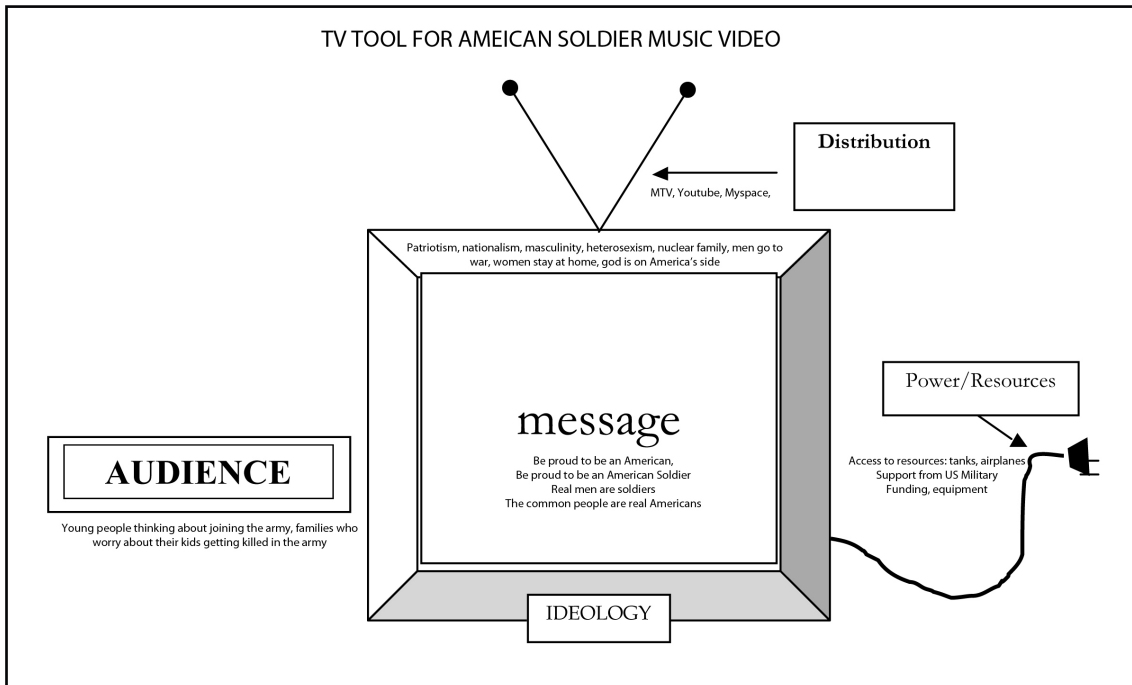 TV TOOL FOR AMEICAN SOLDIER MUSIC VIDEO
Distribution
MTV, Youtube, Myspace,
Patriotism, nationalism, masculinity, heterosexism, nuclear family, men go to
war, women stay at home, god is on America's side
message
Be proud to be an American,
Be proud to be an American Soldier
Real men are soldiers
The common people are real Americans
Power/Resources
Access to resources: tanks, airplanes
Support from US Military
Funding, equipment
AUDIENCE
Young people thinking about joining the army, families who
worry about their kids getting killed in the army
IDEOLOGY